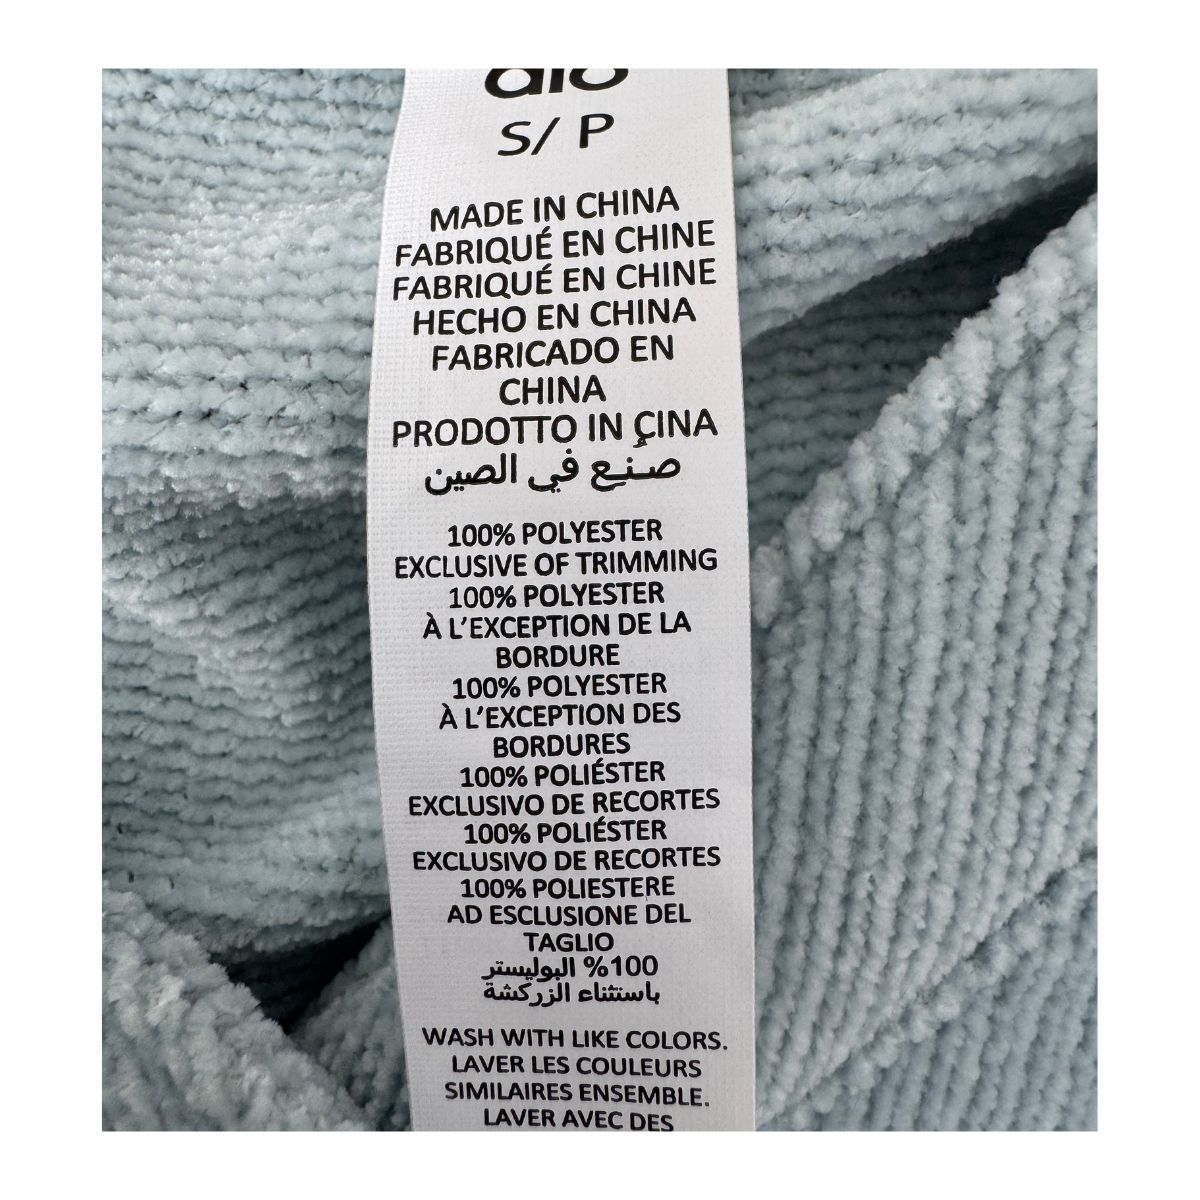 alo
S/ P
MADE IN CHINA
FABRIQUÉ EN CHINE
FABRIQUÉ EN CHINE
HECHO EN CHINA
FABRICADO EN
CHINA
PRODOTTO IN CINA
صُنِع في الصين
100% POLYESTER
EXCLUSIVE OF TRIMMING
100% POLYESTER
À L’EXCEPTION DE LA
BORDURE
100% POLYESTER
À L’EXCEPTION DES
BORDURES
100% POLIÉSTER
EXCLUSIVO DE RECORTES
100% POLIÉSTER
EXCLUSIVO DE RECORTES
100% POLIESTERE
AD ESCLUSIONE DEL
TAGLIO
100% البوليستر
باستثناء الزركشة
WASH WITH LIKE COLORS.
LAVER LES COULEURS
SIMILAIRES ENSEMBLE.
LAVER AVEC DES